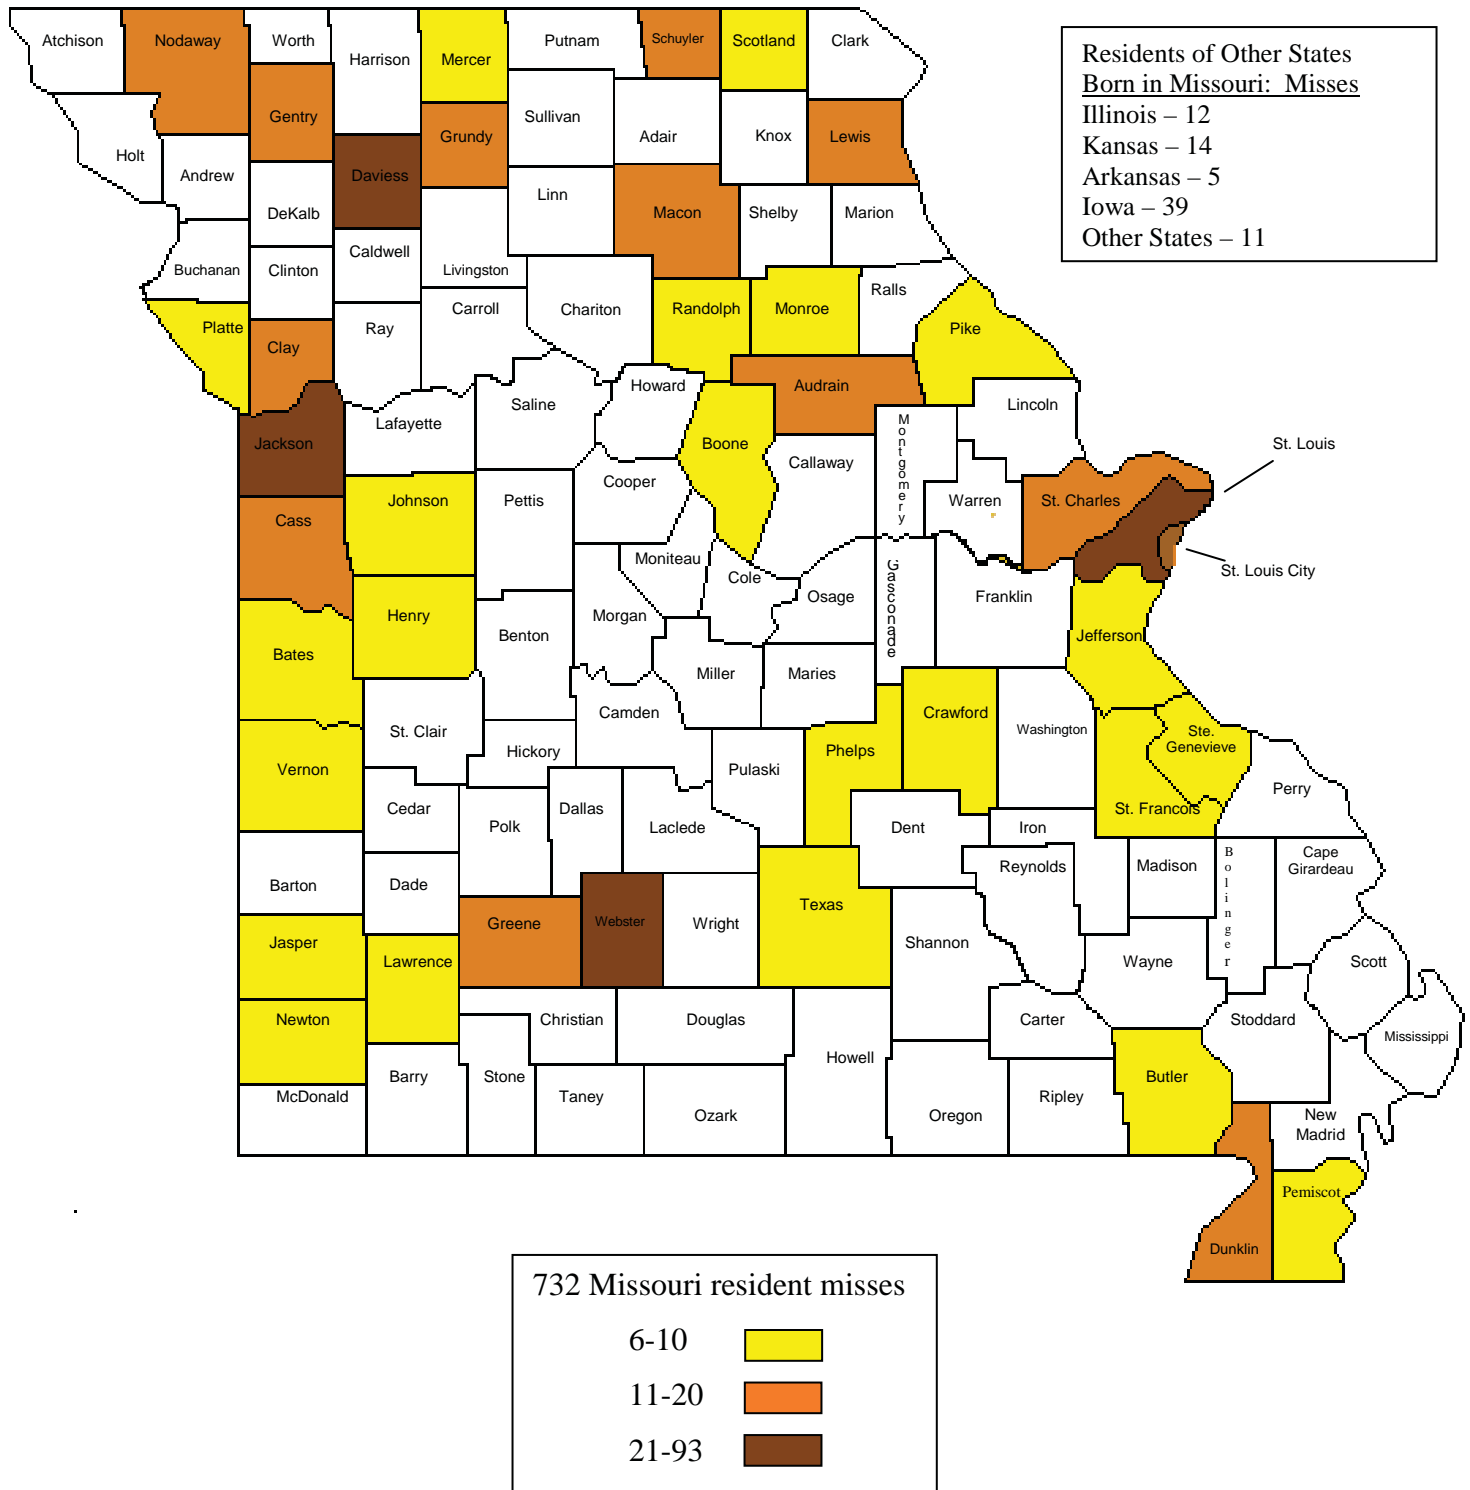 Atchison
Nodaway
Worth
Harrison
Mercer
Putnam
Schuyler
Scotland
Clark
Residents of Other States
Born in Missouri: Misses
Illinois – 12
Kansas – 14
Arkansas – 5
Iowa – 39
Other States – 11
Holt
Andrew
Gentry
DeKalb
Daviess
Grundy
Sullivan
Adair
Knox
Lewis
Linn
Macon
Shelby
Marion
Buchanan
Clinton
Caldwell
Livingston
Platte
Clay
Ray
Carroll
Chariton
Randolph
Monroe
Ralls
Pike
Jackson
Lafayette
Saline
Howard
Boone
Audrain
Callaway
Montgomery
Lincoln
Warren
St. Charles
St. Louis
St. Louis City
Cass
Johnson
Pettis
Cooper
Moniteau
Cole
Osage
Gasconade
Franklin
Jefferson
Bates
Henry
Benton
Morgan
Miller
Maries
Camden
Crawford
Phelps
Washington
Ste.
Genevieve
St. Francois
Perry
Vernon
St. Clair
Hickory
Pulaski
Cedar
Polk
Dallas
Laclede
Dent
Iron
Reynolds
Madison
Bolinger
Cape
Girardeau
Barton
Dade
Greene
Webster
Wright
Texas
Shannon
Wayne
Scott
Mississippi
Jasper
Lawrence
Newton
Christian
Douglas
Howell
Carter
Stoddard
McDonald
Barry
Stone
Taney
Ozark
Oregon
Ripley
Butler
New
Madrid
Pemiscot
Dunklin
732 Missouri resident misses
6-10
11-20
21-93